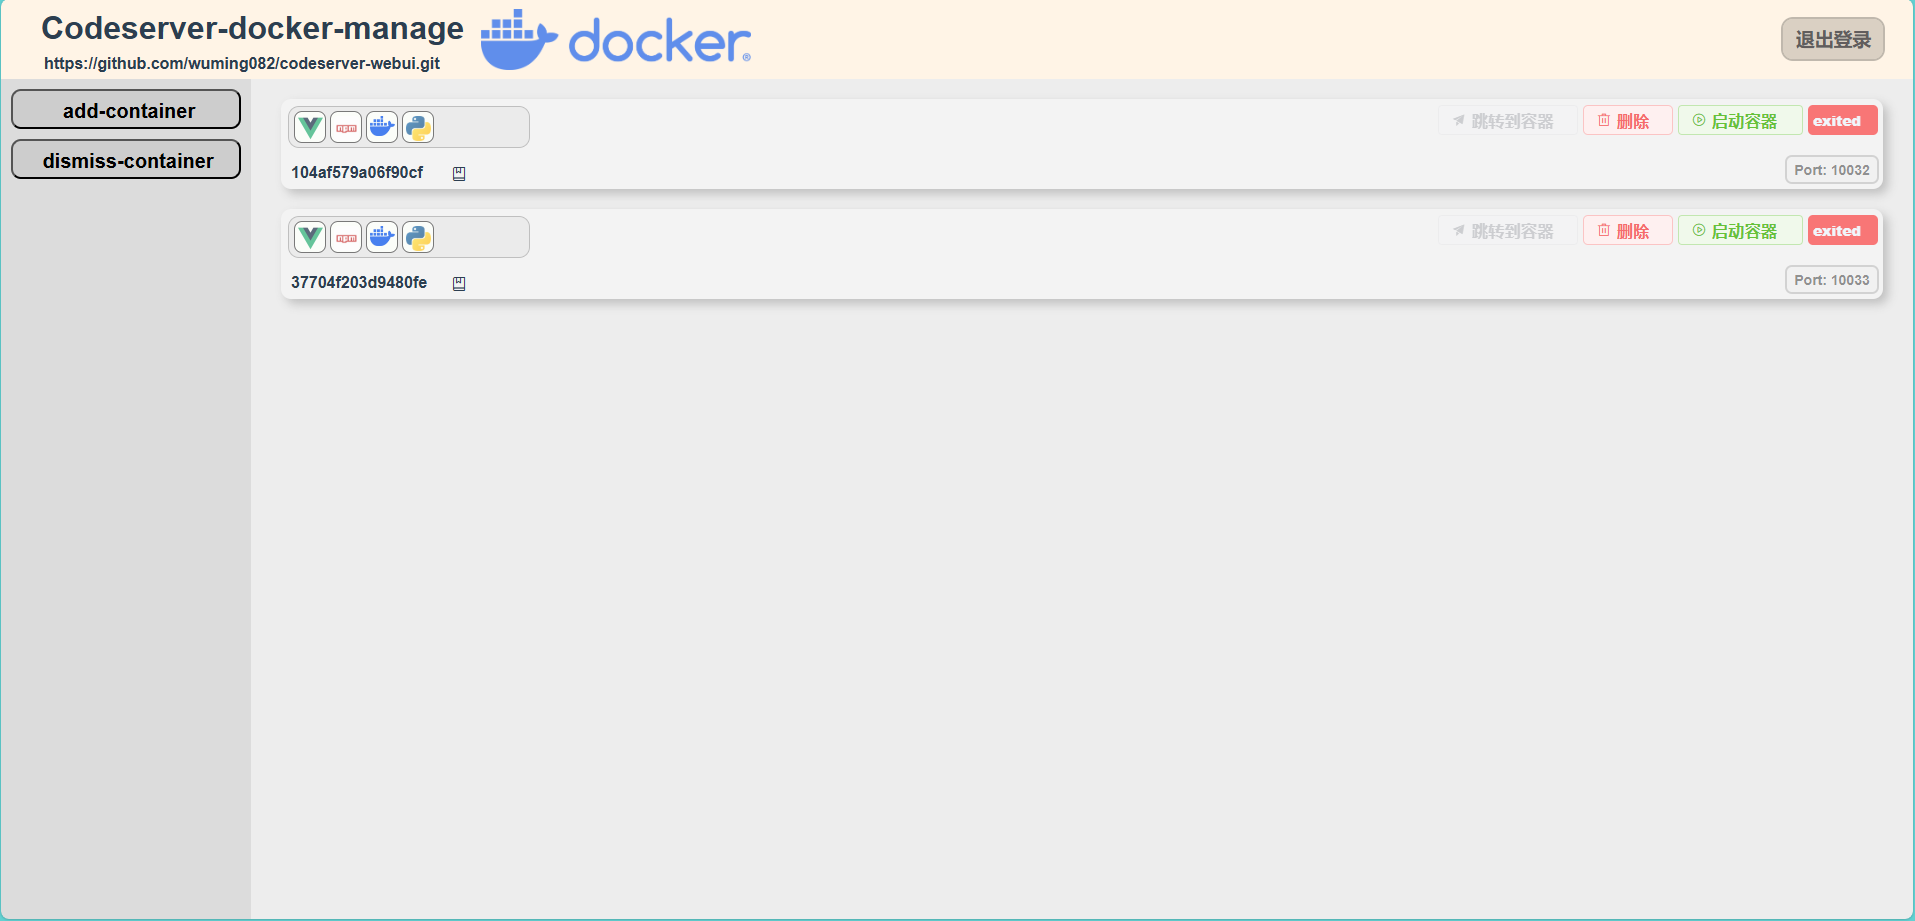 Codeserver-docker-manage
https://github.com/wuming082/codeserver-webui.git
docker
退出登录
add-container
dismiss-container
npm
跳转到容器
删除
启动容器
exited
104af579a06f90cf
Port: 10032
npm
跳转到容器
删除
启动容器
exited
37704f203d9480fe
Port: 10033